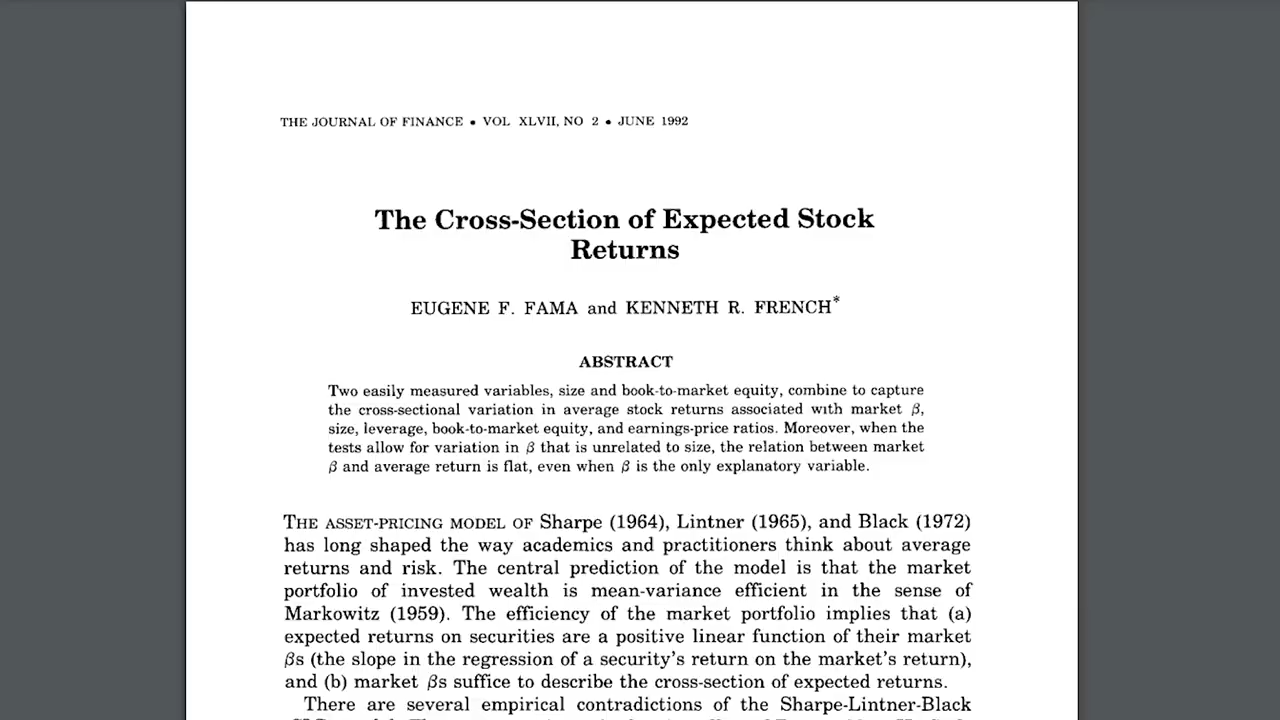 THE JOURNAL OF FINANCE • VOL XLVII, NO 2 • JUNE 1992
The Cross-Section of Expected Stock
Returns
EUGENE F. FAMA and KENNETH R. FRENCH*
ABSTRACT
Two easily measured variables, size and book-to-market equity, combine to capture
the cross-sectional variation in average stock returns associated with market β,
size, leverage, book-to-market equity, and earnings-price ratios. Moreover, when the
tests allow for variation in β that is unrelated to size, the relation between market
β and average return is flat, even when β is the only explanatory variable.
THE ASSET-PRICING MODEL OF Sharpe (1964), Lintner (1965), and Black (1972)
has long shaped the way academics and practitioners think about average
returns and risk. The central prediction of the model is that the market
portfolio of invested wealth is mean-variance efficient in the sense of
Markowitz (1959). The efficiency of the market portfolio implies that (a)
expected returns on securities are a positive linear function of their market
βs (the slope in the regression of a security's return on the market's return),
and (b) market βs suffice to describe the cross-section of expected returns.
There are several empirical contradictions of the Sharpe-Lintner-Black